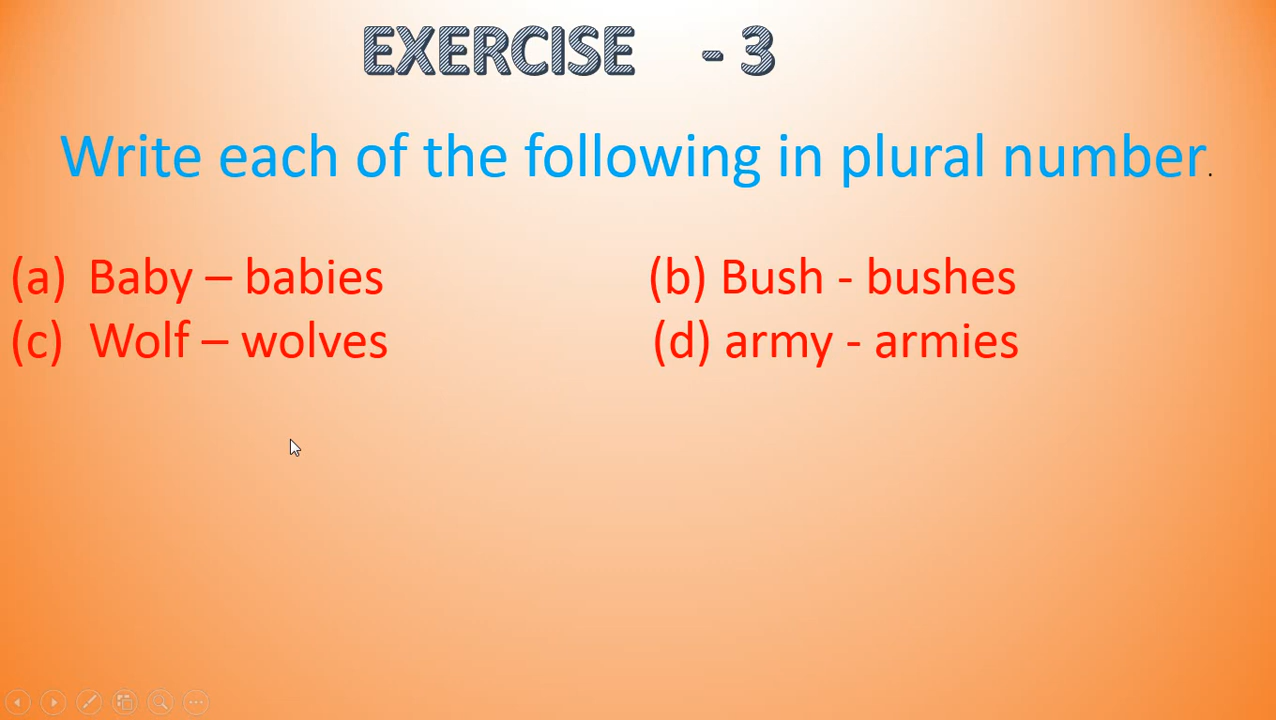 EXERCISE - 3
Write each of the following in plural number.
(a) Baby – babies (b) Bush - bushes
(c) Wolf – wolves (d) army - armies